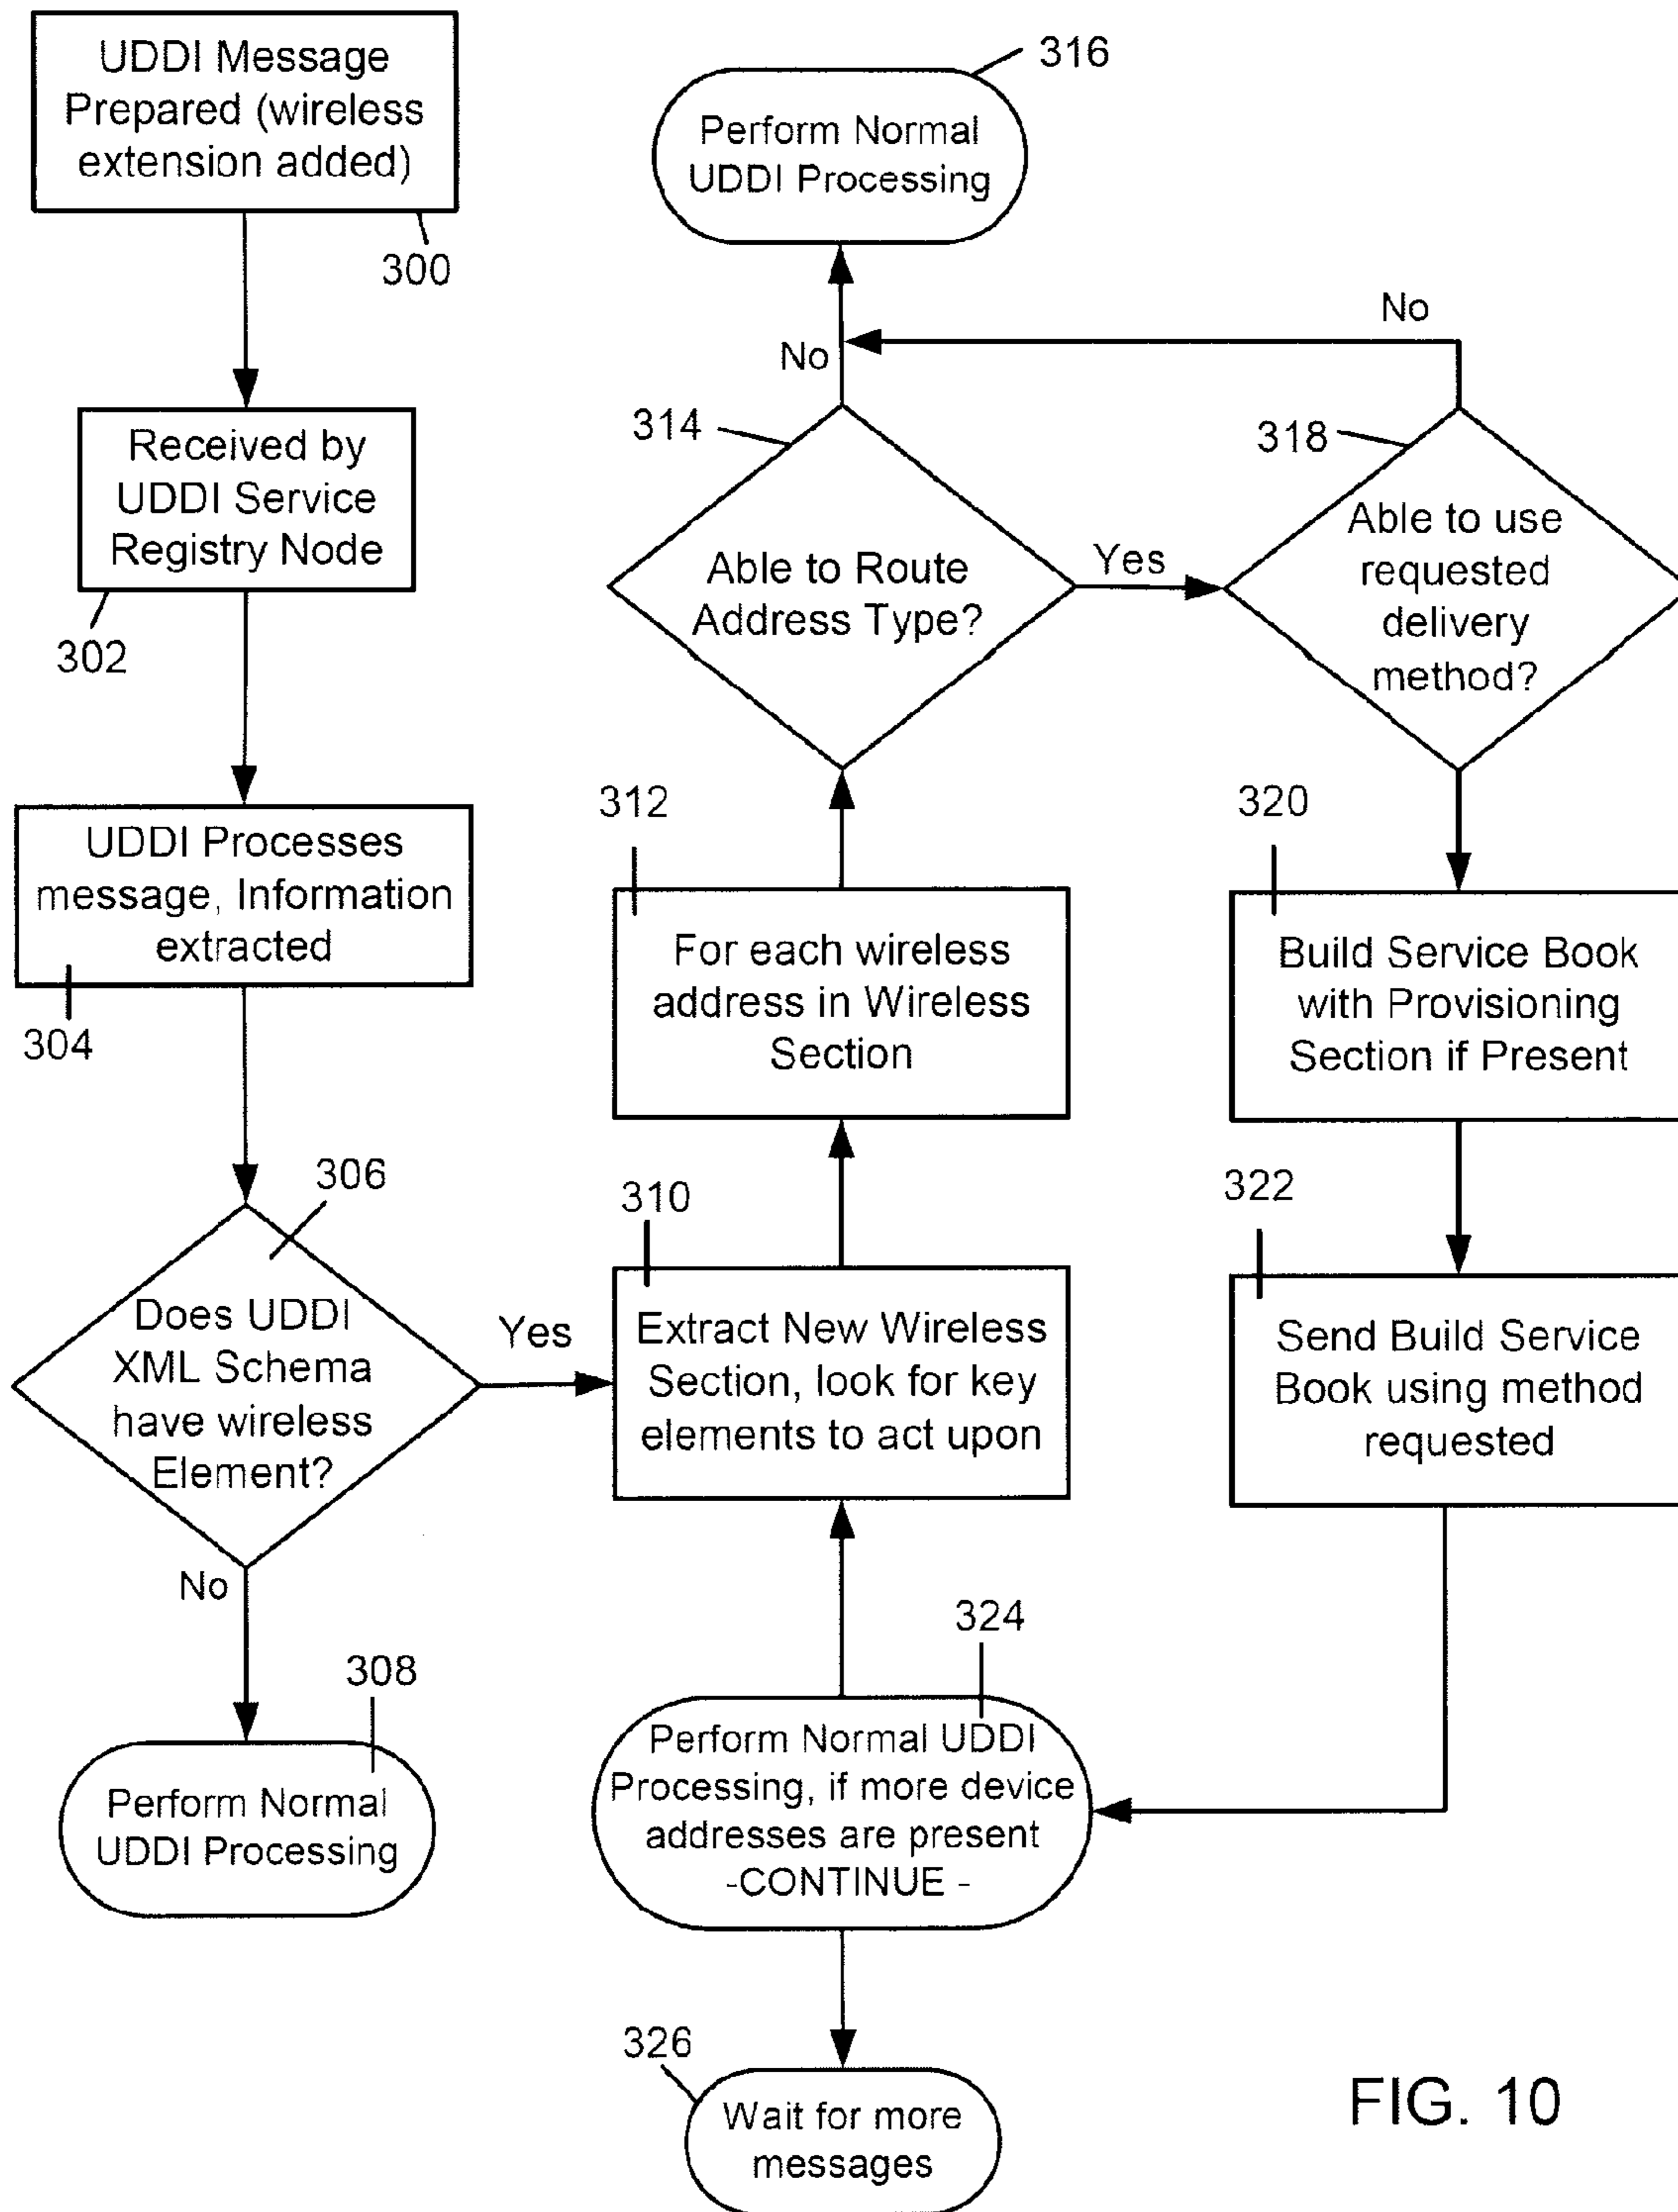 UDDI Message
Prepared (wireless
extension added)
300
Received by
UDDI Service
Registry Node
302
UDDI Processes
message, Information
extracted
304
306
Does UDDI
XML Schema
have wireless
Element?
Yes
No
308
Perform Normal
UDDI Processing
316
Perform Normal
UDDI Processing
No
No
314
Able to Route
Address Type?
Yes
318
Able to use
requested
delivery
method?
312
For each wireless
address in Wireless
Section
310
Extract New Wireless
Section, look for key
elements to act upon
320
Build Service Book
with Provisioning
Section if Present
322
Send Build Service
Book using method
requested
324
Perform Normal UDDI
Processing, if more device
addresses are present
-CONTINUE -
326
Wait for more
messages
FIG. 10